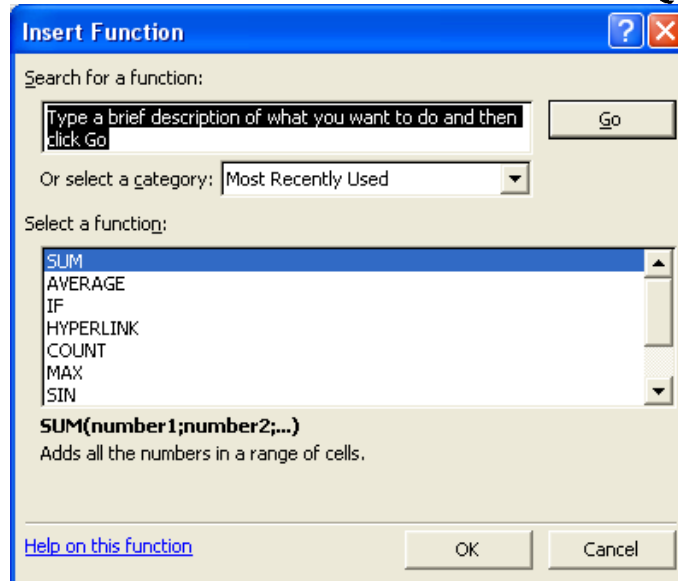 Insert Function
Search for a function:
Type a brief description of what you want to do and then
click Go
Go
Or select a category: Most Recently Used
Select a function:
SUM
AVERAGE
IF
HYPERLINK
COUNT
MAX
SIN
SUM(number1;number2;...)
Adds all the numbers in a range of cells.
Help on this function
OK
Cancel